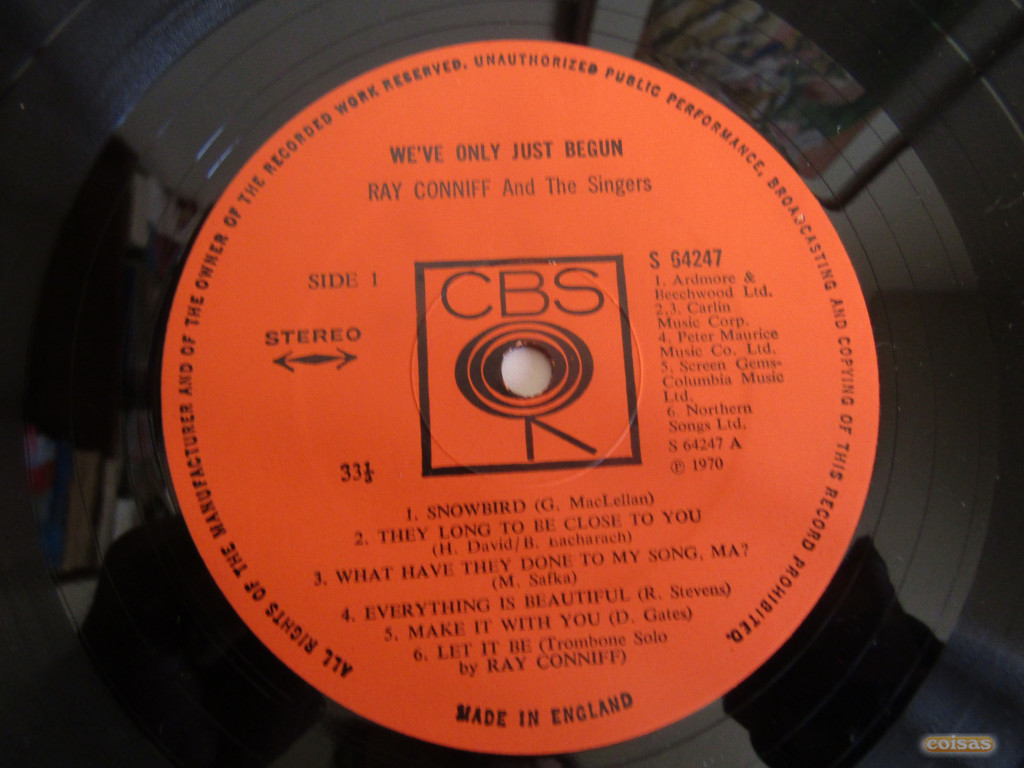 ALL RIGHTS OF THE MANUFACTURER AND OF THE OWNER OF THE RECORDED WORK RESERVED. UNAUTHORIZED PUBLIC PERFORMANCE, BROADCASTING AND COPYING OF THIS RECORD PROHIBITED.
WE'VE ONLY JUST BEGUN
RAY CONNIFF And The Singers
SIDE 1
STEREO
33⅓
CBS
S 64247
1. Ardmore &
Beechwood Ltd.
2.3. Carlin
Music Corp.
4. Peter Maurice
Music Co. Ltd.
5. Screen Gems-
Columbia Music
Ltd.
6. Northern
Songs Ltd.
S 64247 A
℗ 1970
1. SNOWBIRD (G. MacLellan)
2. THEY LONG TO BE CLOSE TO YOU
(H. David/B. Bacharach)
3. WHAT HAVE THEY DONE TO MY SONG, MA?
(M. Safka)
4. EVERYTHING IS BEAUTIFUL (R. Stevens)
5. MAKE IT WITH YOU (D. Gates)
6. LET IT BE (Trombone Solo
by RAY CONNIFF)
MADE IN ENGLAND
coisas